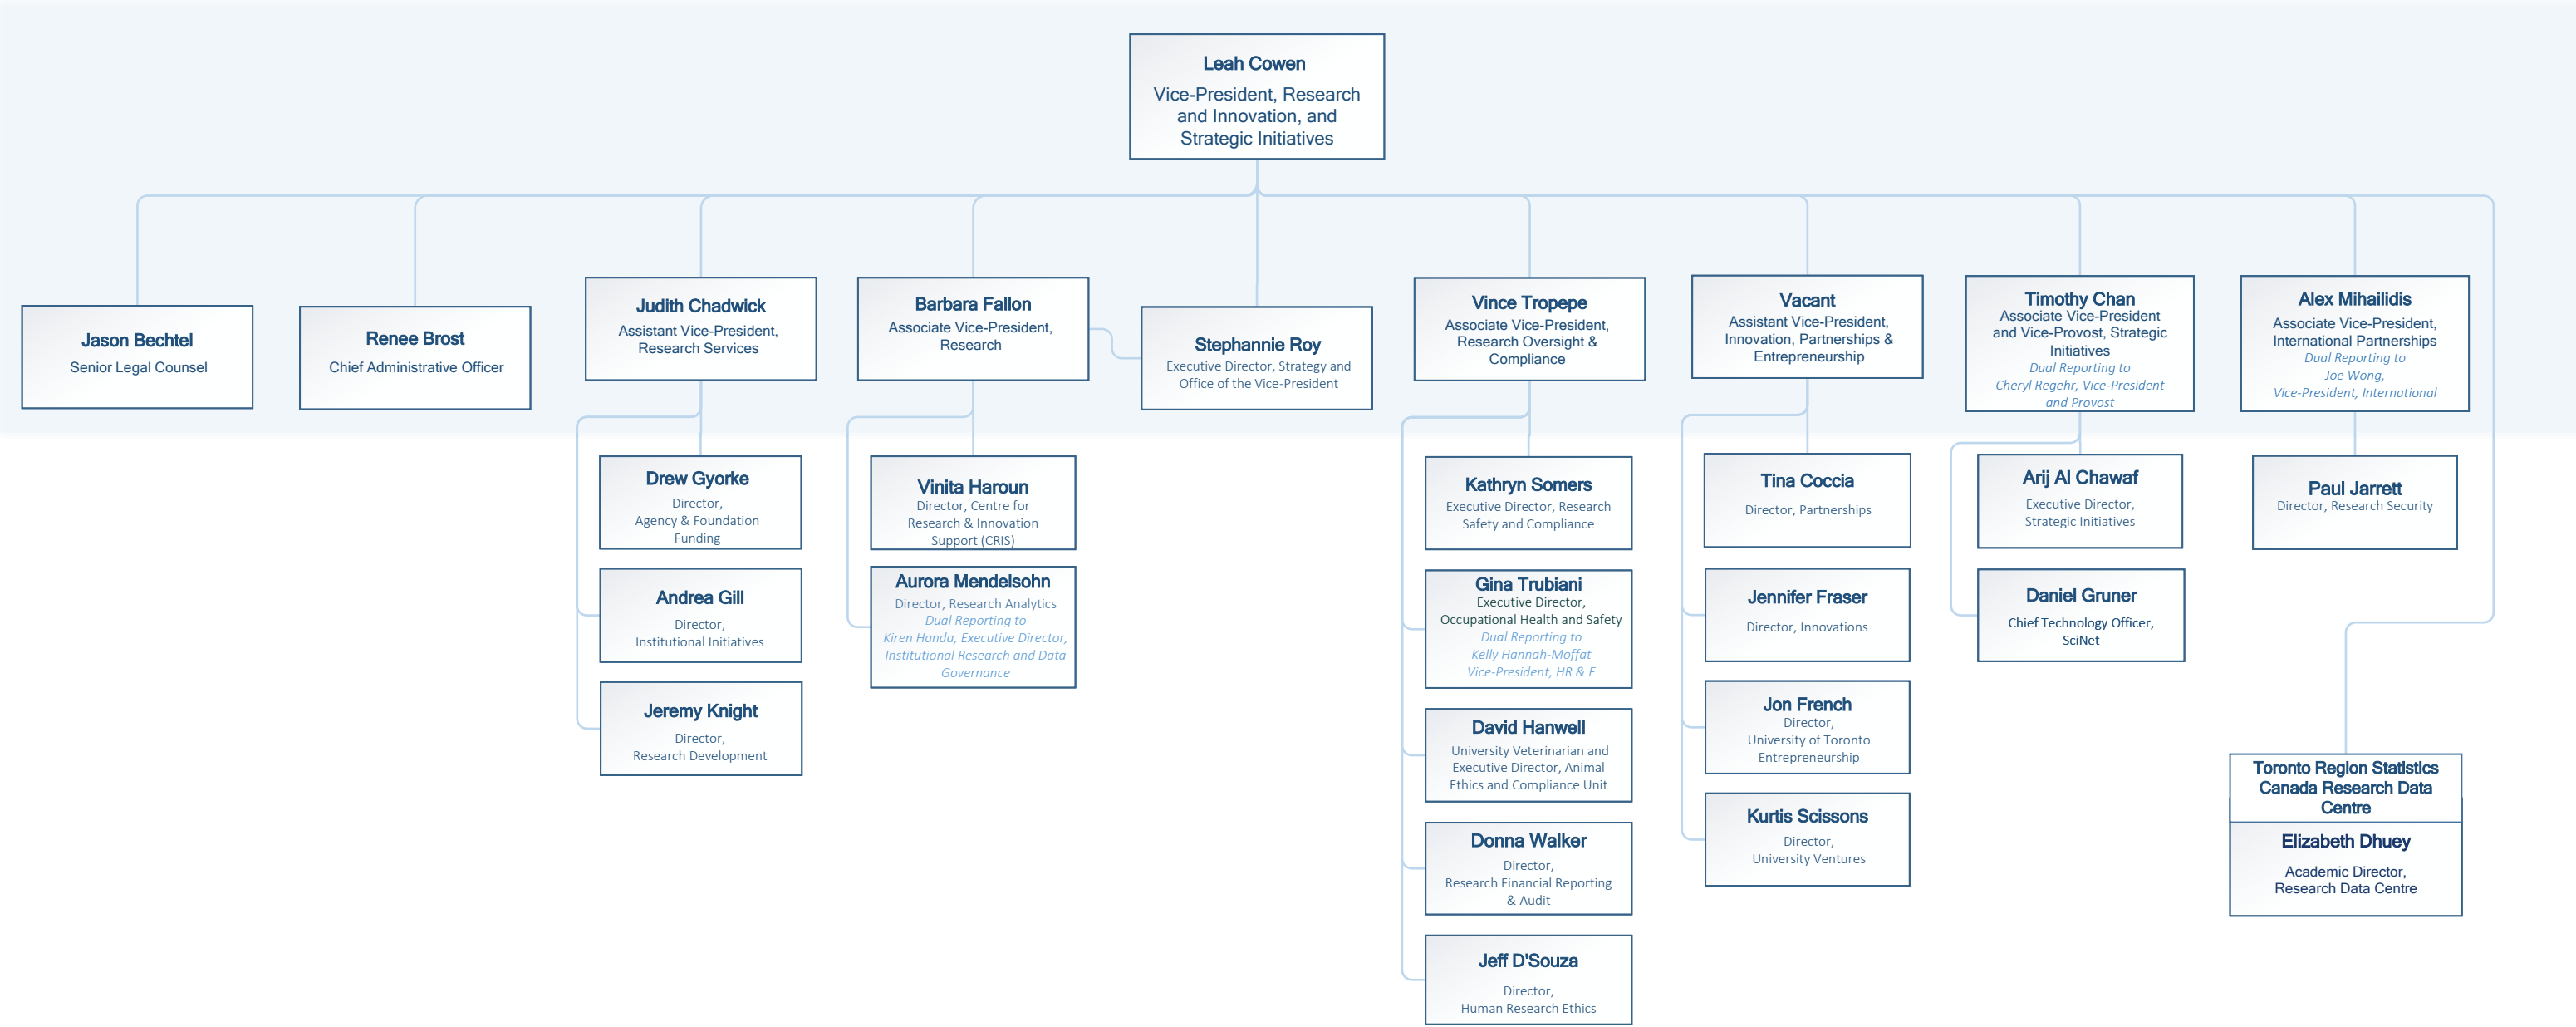 Leah Cowen
Vice-President, Research
and Innovation, and
Strategic Initiatives
Jason Bechtel
Senior Legal Counsel
Renee Brost
Chief Administrative Officer
Judith Chadwick
Assistant Vice-President,
Research Services
Barbara Fallon
Associate Vice-President,
Research
Stephannie Roy
Executive Director, Strategy and
Office of the Vice-President
Vince Tropepe
Associate Vice-President,
Research Oversight &
Compliance
Vacant
Assistant Vice-President,
Innovation, Partnerships &
Entrepreneurship
Timothy Chan
Associate Vice-President
and Vice-Provost, Strategic
Initiatives
Dual Reporting to
Cheryl Regehr, Vice-President
and Provost
Alex Mihailidis
Associate Vice-President,
International Partnerships
Dual Reporting to
Joe Wong,
Vice-President, International
Drew Gyorke
Director,
Agency & Foundation
Funding
Andrea Gill
Director,
Institutional Initiatives
Jeremy Knight
Director,
Research Development
Vinita Haroun
Director, Centre for
Research & Innovation
Support (CRIS)
Aurora Mendelsohn
Director, Research Analytics
Dual Reporting to
Kiren Handa, Executive Director,
Institutional Research and Data
Governance
Kathryn Somers
Executive Director, Research
Safety and Compliance
Gina Trubiani
Executive Director,
Occupational Health and Safety
Dual Reporting to
Kelly Hannah-Moffat
Vice-President, HR & E
David Hanwell
University Veterinarian and
Executive Director, Animal
Ethics and Compliance Unit
Donna Walker
Director,
Research Financial Reporting
& Audit
Jeff D'Souza
Director,
Human Research Ethics
Tina Coccia
Director, Partnerships
Jennifer Fraser
Director, Innovations
Jon French
Director,
University of Toronto
Entrepreneurship
Kurtis Scissons
Director,
University Ventures
Arij Al Chawaf
Executive Director,
Strategic Initiatives
Daniel Gruner
Chief Technology Officer,
SciNet
Paul Jarrett
Director, Research Security
Toronto Region Statistics
Canada Research Data
Centre
Elizabeth Dhuey
Academic Director,
Research Data Centre